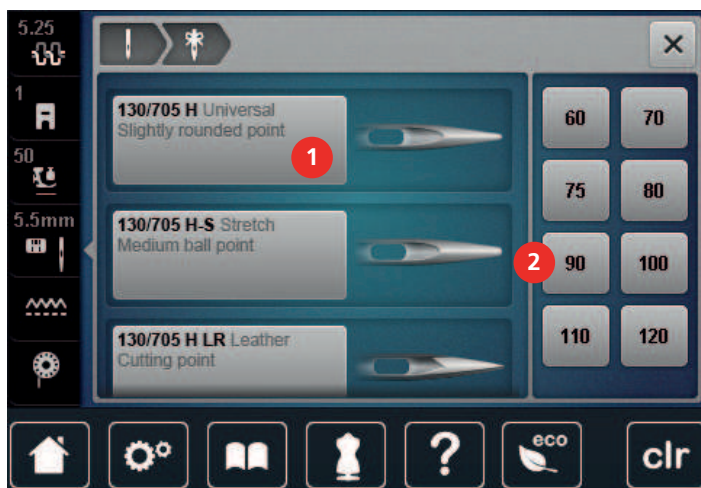 5.25
1
50
5.5mm
130/705 H Universal
Slightly rounded point
1
130/705 H-S Stretch
Medium ball point
2
130/705 H LR Leather
Cutting point
60 70
75 80
90 100
110 120
?
eco
clr